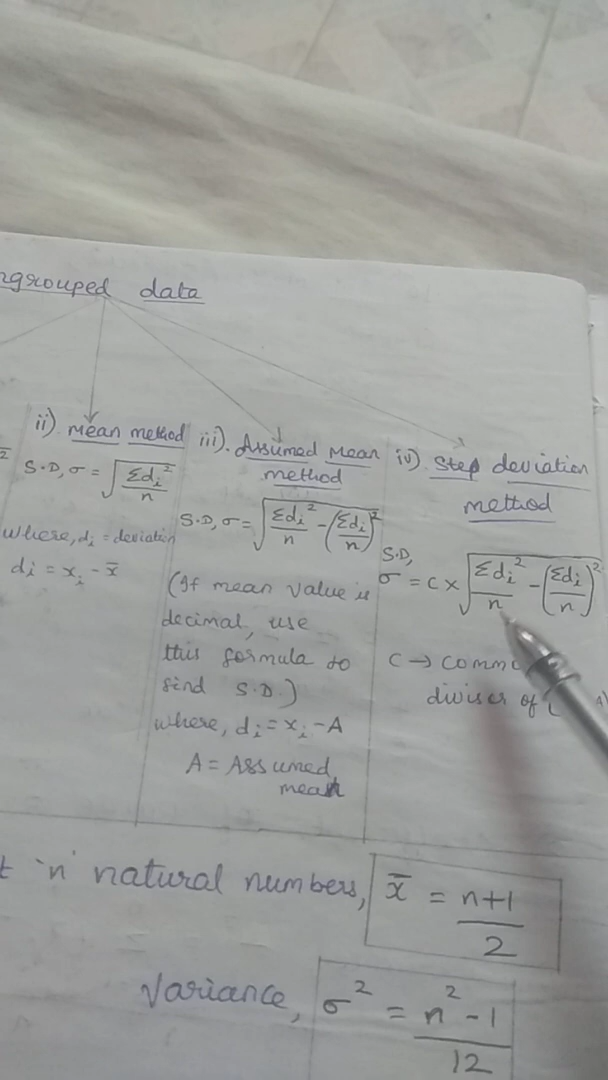 ngrouped data
ii). Mean method
S.D, σ = √(Σdᵢ²/n)
where, dᵢ = deviation
dᵢ = xᵢ - x̄
iii). Assumed Mean
method
S.D, σ = √(Σdᵢ²/n - (Σdᵢ/n)²)
(If mean value is
decimal, use
this formula to
find S.D.)
where, dᵢ = xᵢ - A
A = Assumed
mean
iv). Step deviation
method
S.D,
σ = C × √(Σdᵢ²/n - (Σdᵢ/n)²)
C → comm
divisor of (
t 'n' natural numbers, x̄ = n+1/2
Variance, σ² = n²-1/12